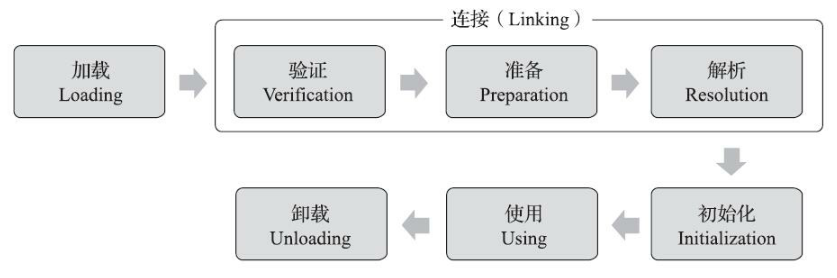 连接（Linking）
加载
Loading
验证
Verification
准备
Preparation
解析
Resolution
初始化
Initialization
使用
Using
卸载
Unloading